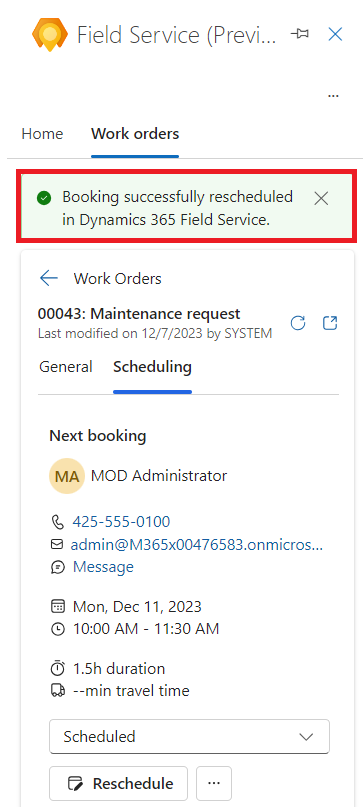 Field Service (Previ...
...
Home Work orders
Booking successfully rescheduled
in Dynamics 365 Field Service.
Work Orders
00043: Maintenance request
Last modified on 12/7/2023 by SYSTEM
General Scheduling
Next booking
MA MOD Administrator
425-555-0100
admin@M365x00476583.onmicros...
Message
Mon, Dec 11, 2023
10:00 AM - 11:30 AM
1.5h duration
--min travel time
Scheduled
Reschedule ...